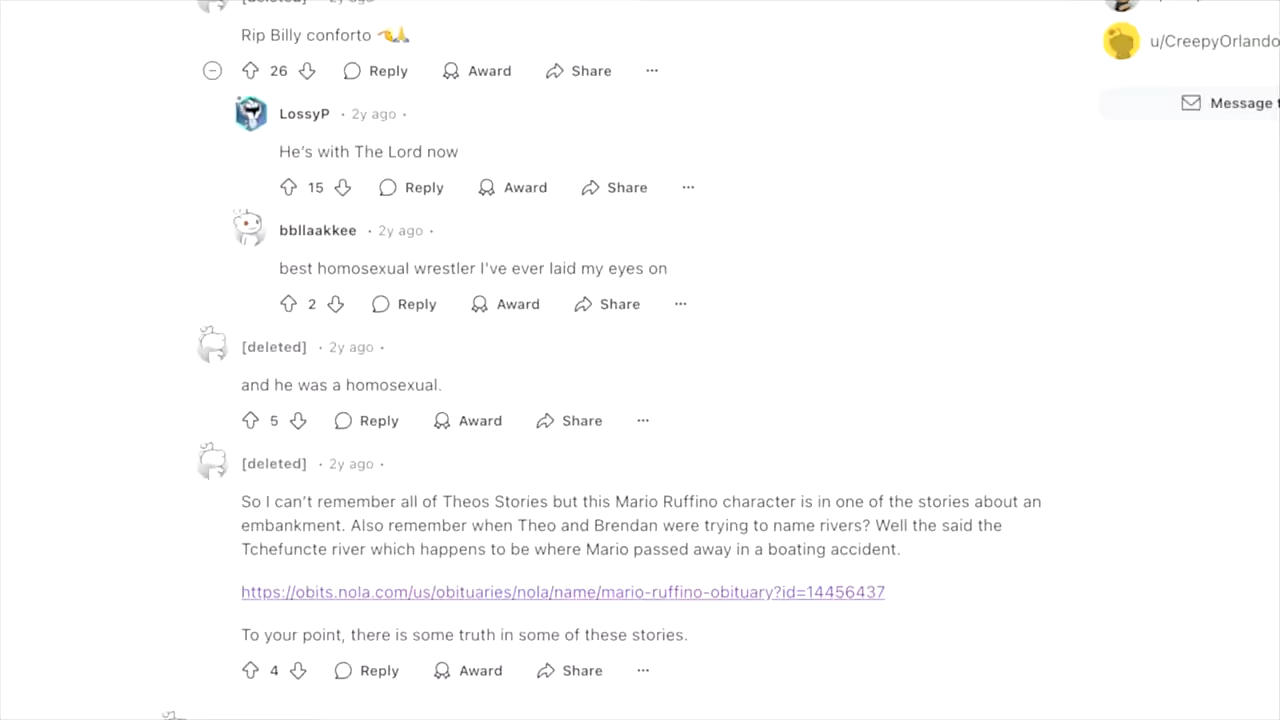 [deleted] · 2y ago ·
Rip Billy conforto
26 Reply Award Share ...
LossyP · 2y ago ·
He's with The Lord now
15 Reply Award Share ...
bbllaakkee · 2y ago ·
best homosexual wrestler I've ever laid my eyes on
2 Reply Award Share ...
[deleted] · 2y ago ·
and he was a homosexual.
5 Reply Award Share ...
[deleted] · 2y ago ·
So I can't remember all of Theos Stories but this Mario Ruffino character is in one of the stories about an
embankment. Also remember when Theo and Brendan were trying to name rivers? Well the said the
Tchefuncte river which happens to be where Mario passed away in a boating accident.
https://obits.nola.com/us/obituaries/nola/name/mario-ruffino-obituary?id=14456437
To your point, there is some truth in some of these stories.
4 Reply Award Share ...
u/CreepyOrlando
Message